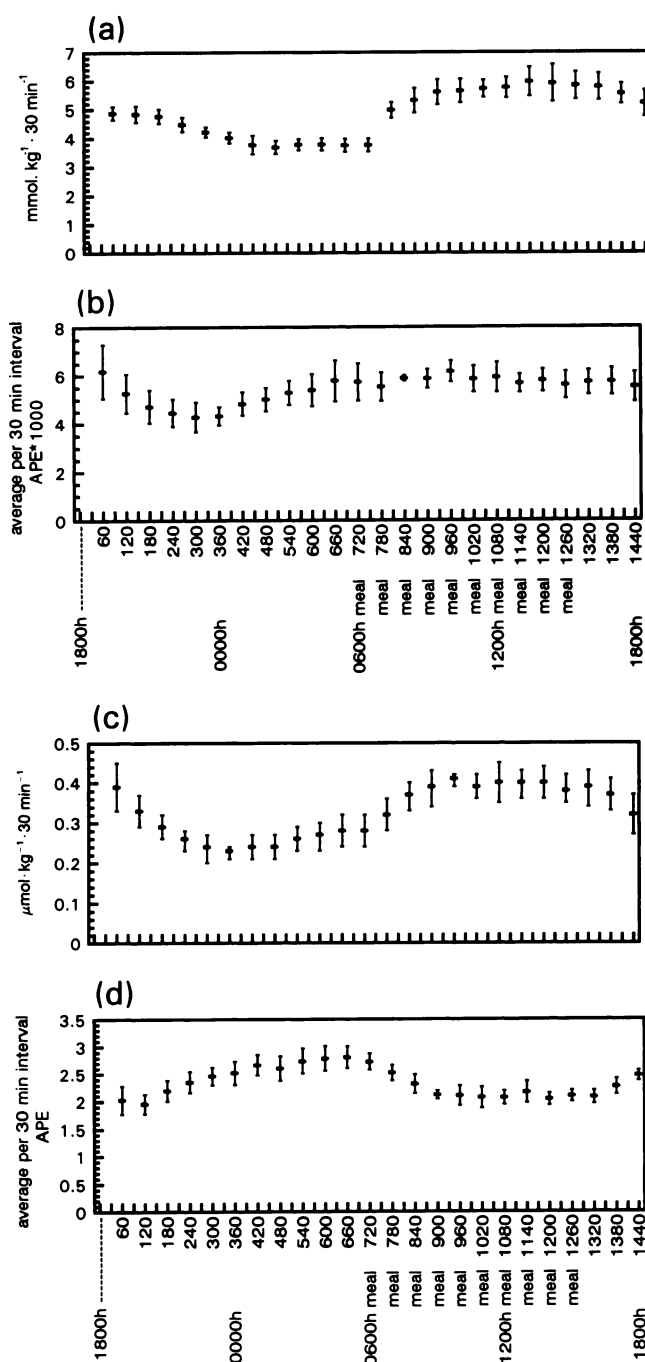 (a)
mmol. kg⁻¹ · 30 min⁻¹
7
6
5
4
3
2
1
0
(b)
average per 30 min interval
APE*1000
8
6
4
2
0
60
120
180
240
300
360
420
480
540
600
660
720
780
840
900
960
1020
1080
1140
1200
1260
1320
1380
1440
1800h
0000h
0600h meal
meal
meal
meal
meal
meal
1200h meal
meal
meal
meal
1800h
(c)
μmol·kg⁻¹·30 min⁻¹
0.5
0.4
0.3
0.2
0.1
0
(d)
average per 30 min interval
APE
3.5
3
2.5
2
1.5
1
0.5
0
60
120
180
240
300
360
420
480
540
600
660
720
780
840
900
960
1020
1080
1140
1200
1260
1320
1380
1440
1800h
0000h
0600h meal
meal
meal
meal
meal
meal
1200h meal
meal
meal
meal
1800h